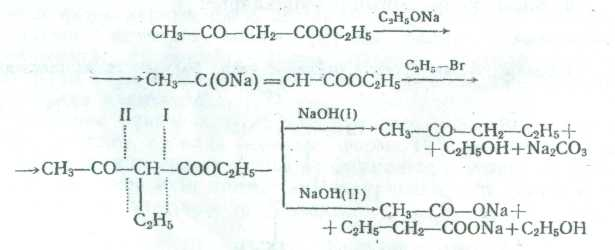 CH₃—CO—CH₂—COOC₂H₅ C₂H₅ONa→
→CH₃—C(ONa)=CH—COOC₂H₅ C₂H₅—Br→
II I
NaOH(I)
→CH₃—CO—CH₂—C₂H₅+
+C₂H₅OH+Na₂CO₃
→CH₃—CO—CH—COOC₂H₅—
C₂H₅
NaOH(II)
→CH₃—CO—ONa+
+C₂H₅—CH₂—COONa+C₂H₅OH